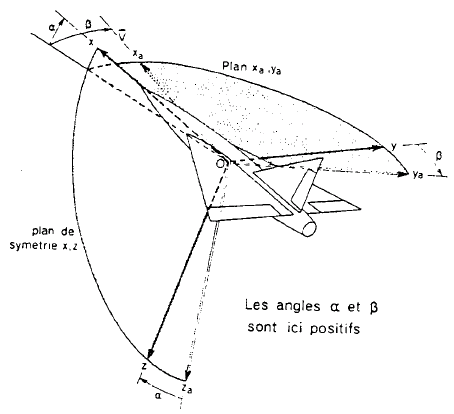 α
β
V
x
xa
Plan xa,ya
y
β
ya
O
plan de
symetrie x,z
Les angles α et β
sont ici positifs
z
za
α